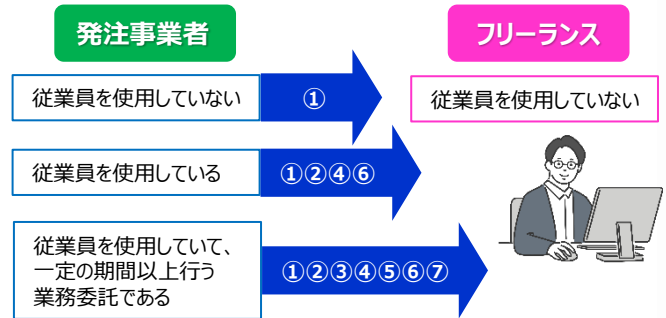 発注事業者
フリーランス
従業員を使用していない
①
従業員を使用していない
従業員を使用している
①②④⑥
従業員を使用していて、
一定の期間以上行う
業務委託である
①②③④⑤⑥⑦